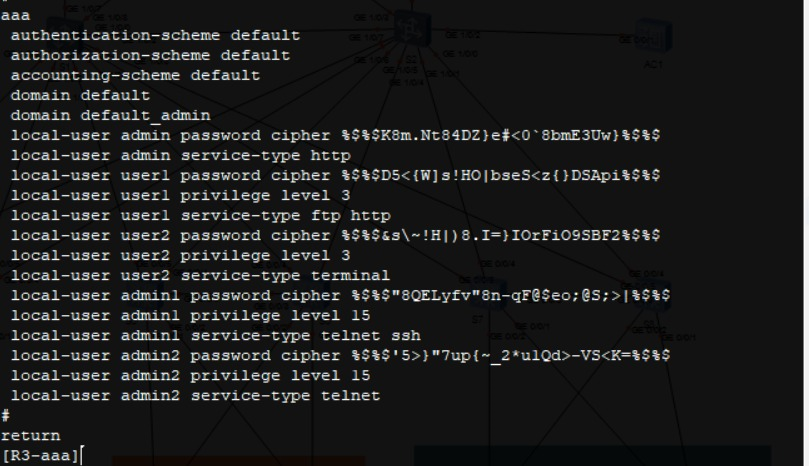 aaa
authentication-scheme default
authorization-scheme default
accounting-scheme default
domain default
domain default_admin
local-user admin password cipher %$%$K8m.Nt84DZ}e#<0`8bmE3Uw}%$%$
local-user admin service-type http
local-user user1 password cipher %$%$D5<{W]s!HO|bseS<z{}DSApi%$%$
local-user user1 privilege level 3
local-user user1 service-type ftp http
local-user user2 password cipher %$%$&s\~!H|)8.I=}IOrFiO9SBF2%$%$
local-user user2 privilege level 3
local-user user2 service-type terminal
local-user admin1 password cipher %$%$"8QELyfv"8n-qF@$eo;@S;>|%$%$
local-user admin1 privilege level 15
local-user admin1 service-type telnet ssh
local-user admin2 password cipher %$%$'5>}"7up{~_2*ulQd>-VS<K=%$%$
local-user admin2 privilege level 15
local-user admin2 service-type telnet
#
return
[R3-aaa]